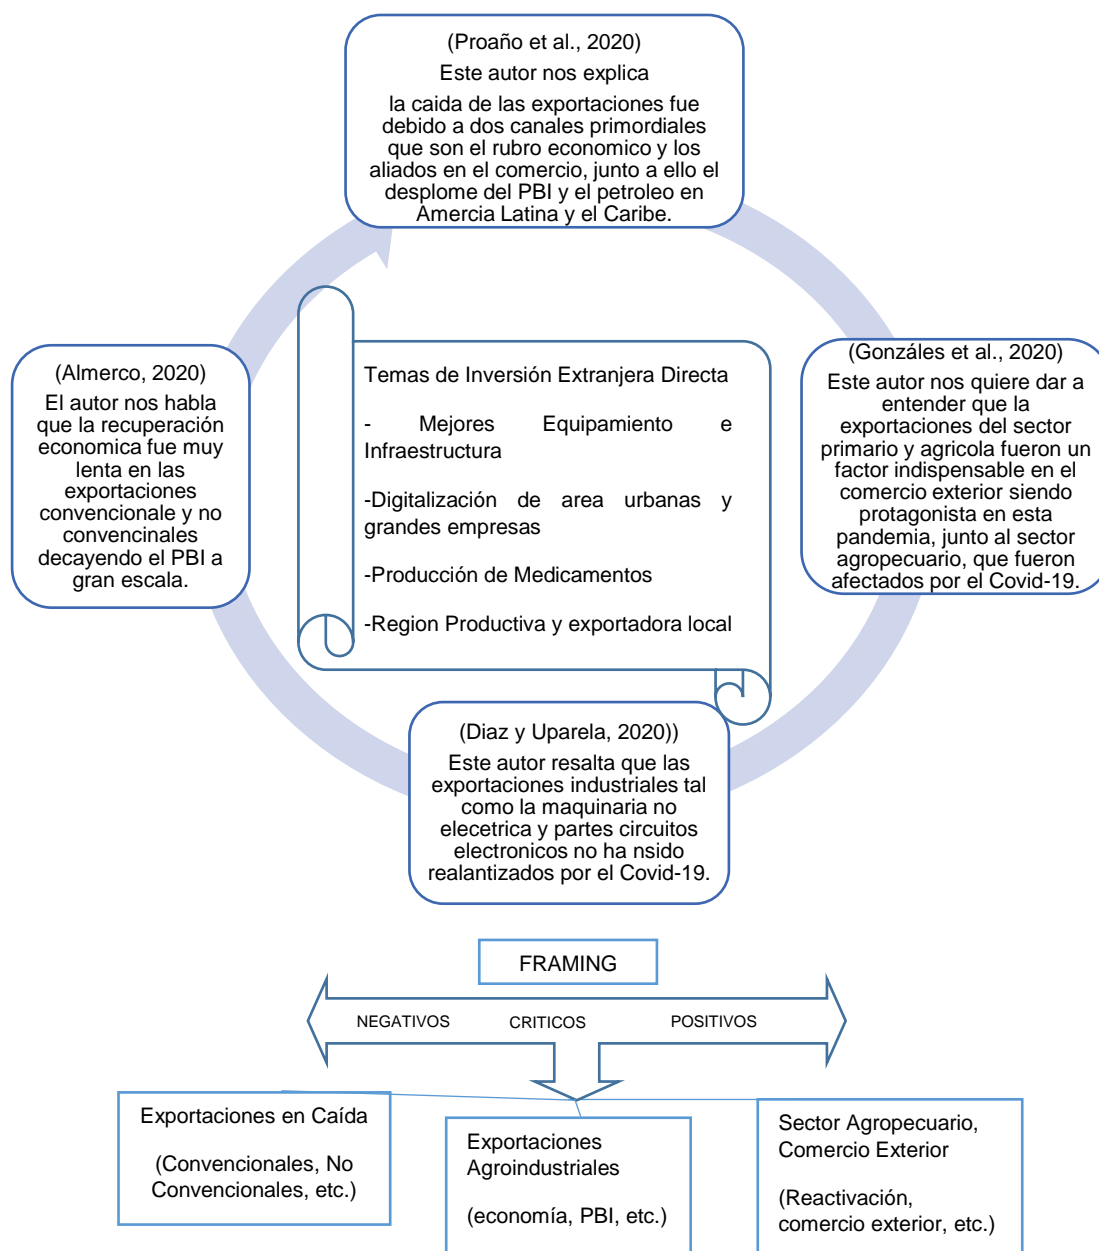 (Proaño et al., 2020)
Este autor nos explica
la caida de las exportaciones fue
debido a dos canales primordiales
que son el rubro economico y los
aliados en el comercio, junto a ello el
desplome del PBI y el petroleo en
Amercia Latina y el Caribe.
(Almerco, 2020)
El autor nos habla
que la recuperación
economica fue muy
lenta en las
exportaciones
convencionale y no
convencinales
decayendo el PBI a
gran escala.
Temas de Inversión Extranjera Directa
- Mejores Equipamiento e
Infraestructura
-Digitalización de area urbanas y
grandes empresas
-Producción de Medicamentos
-Region Productiva y exportadora local
(Gonzáles et al., 2020)
Este autor nos quiere dar a
entender que la
exportaciones del sector
primario y agricola fueron un
factor indispensable en el
comercio exterior siendo
protagonista en esta
pandemia, junto al sector
agropecuario, que fueron
afectados por el Covid-19.
(Diaz y Uparela, 2020))
Este autor resalta que las
exportaciones industriales tal
como la maquinaria no
elecetrica y partes circuitos
electronicos no ha nsido
realantizados por el Covid-19.
FRAMING
NEGATIVOS CRITICOS POSITIVOS
Exportaciones en Caída
(Convencionales, No
Convencionales, etc.)
Exportaciones
Agroindustriales
(economía, PBI, etc.)
Sector Agropecuario,
Comercio Exterior
(Reactivación,
comercio exterior, etc.)